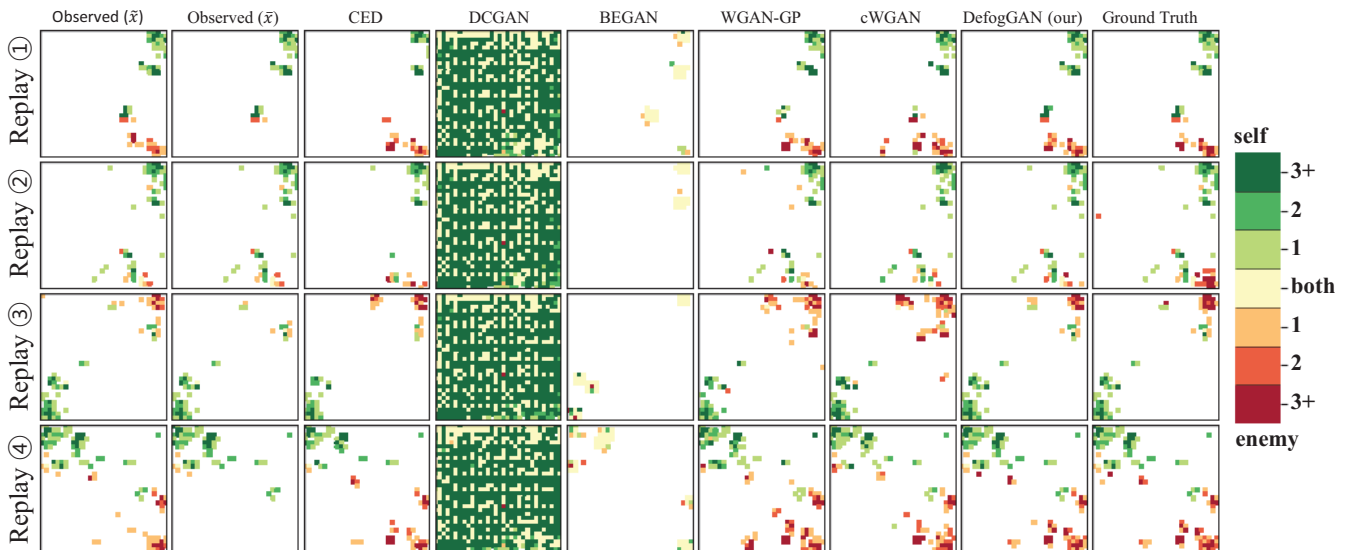 Observed (x̃) Observed (x̄) CED DCGAN BEGAN WGAN-GP cWGAN DefogGAN (our) Ground Truth
Replay ①
Replay ②
Replay ③
Replay ④
self
3+
2
1
both
1
2
3+
enemy